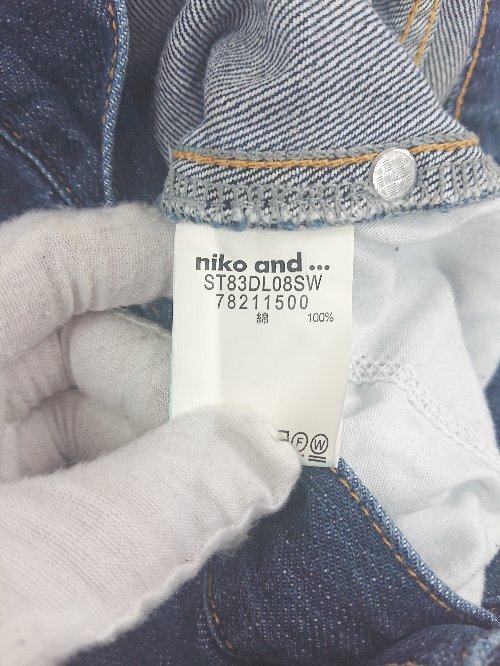 niko and ...
ST83DL08SW
78211500
綿 100%
F W